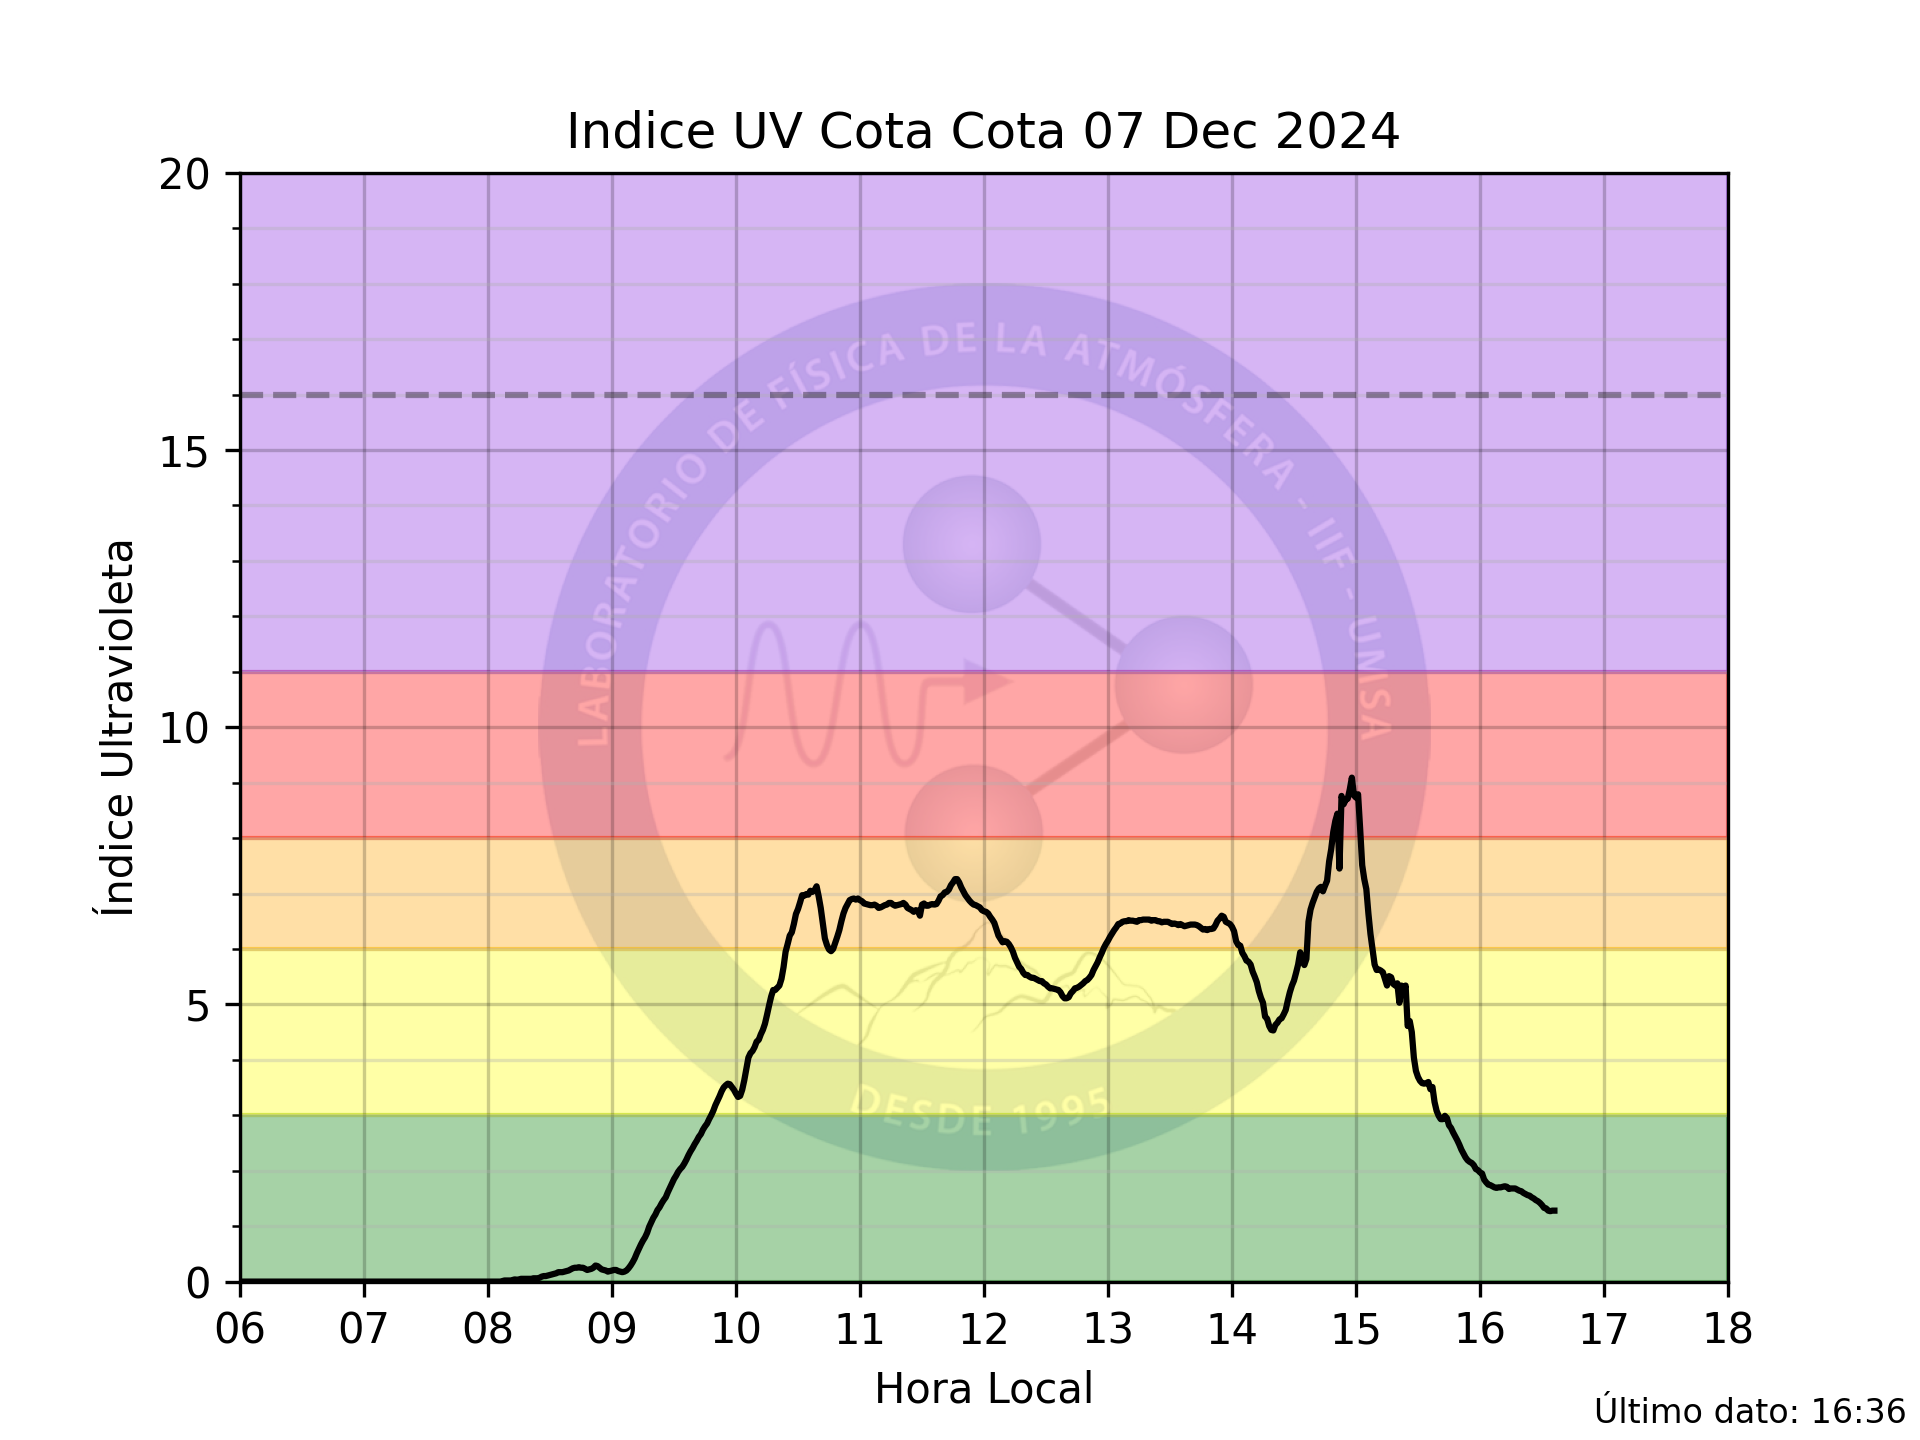 Indice UV Cota Cota 07 Dec 2024
20
15
10
5
0
Índice Ultravioleta
LABORATORIO DE FÍSICA DE LA ATMÓSFERA - IIF - UMSA
DESDE 1995
06 07 08 09 10 11 12 13 14 15 16 17 18
Hora Local
Último dato: 16:36